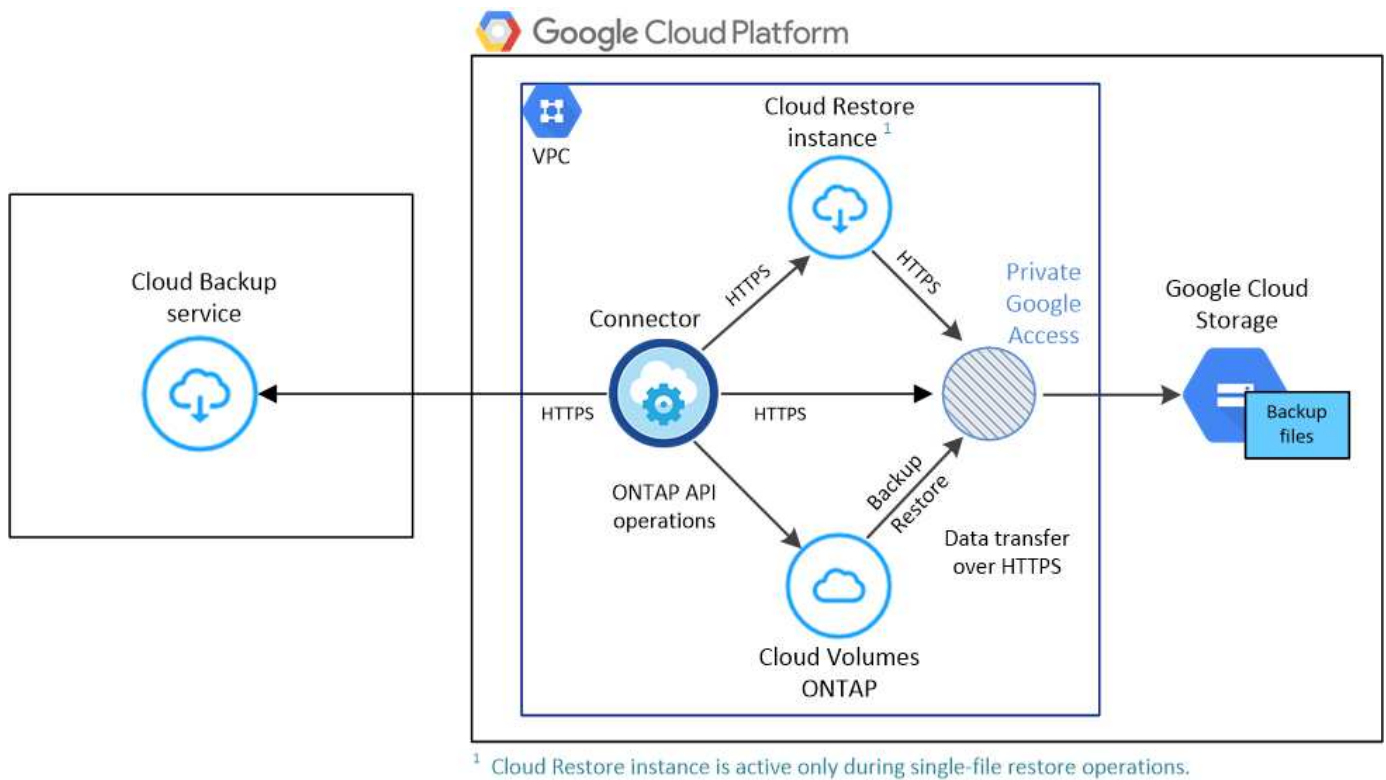 Google Cloud Platform
VPC
Cloud Restore
instance 1
HTTPS
HTTPS
Private
Google
Access
Google Cloud
Storage
Cloud Backup
service
Connector
HTTPS
HTTPS
Backup
files
ONTAP API
operations
Backup
Restore
Data transfer
over HTTPS
Cloud Volumes
ONTAP
1 Cloud Restore instance is active only during single-file restore operations.